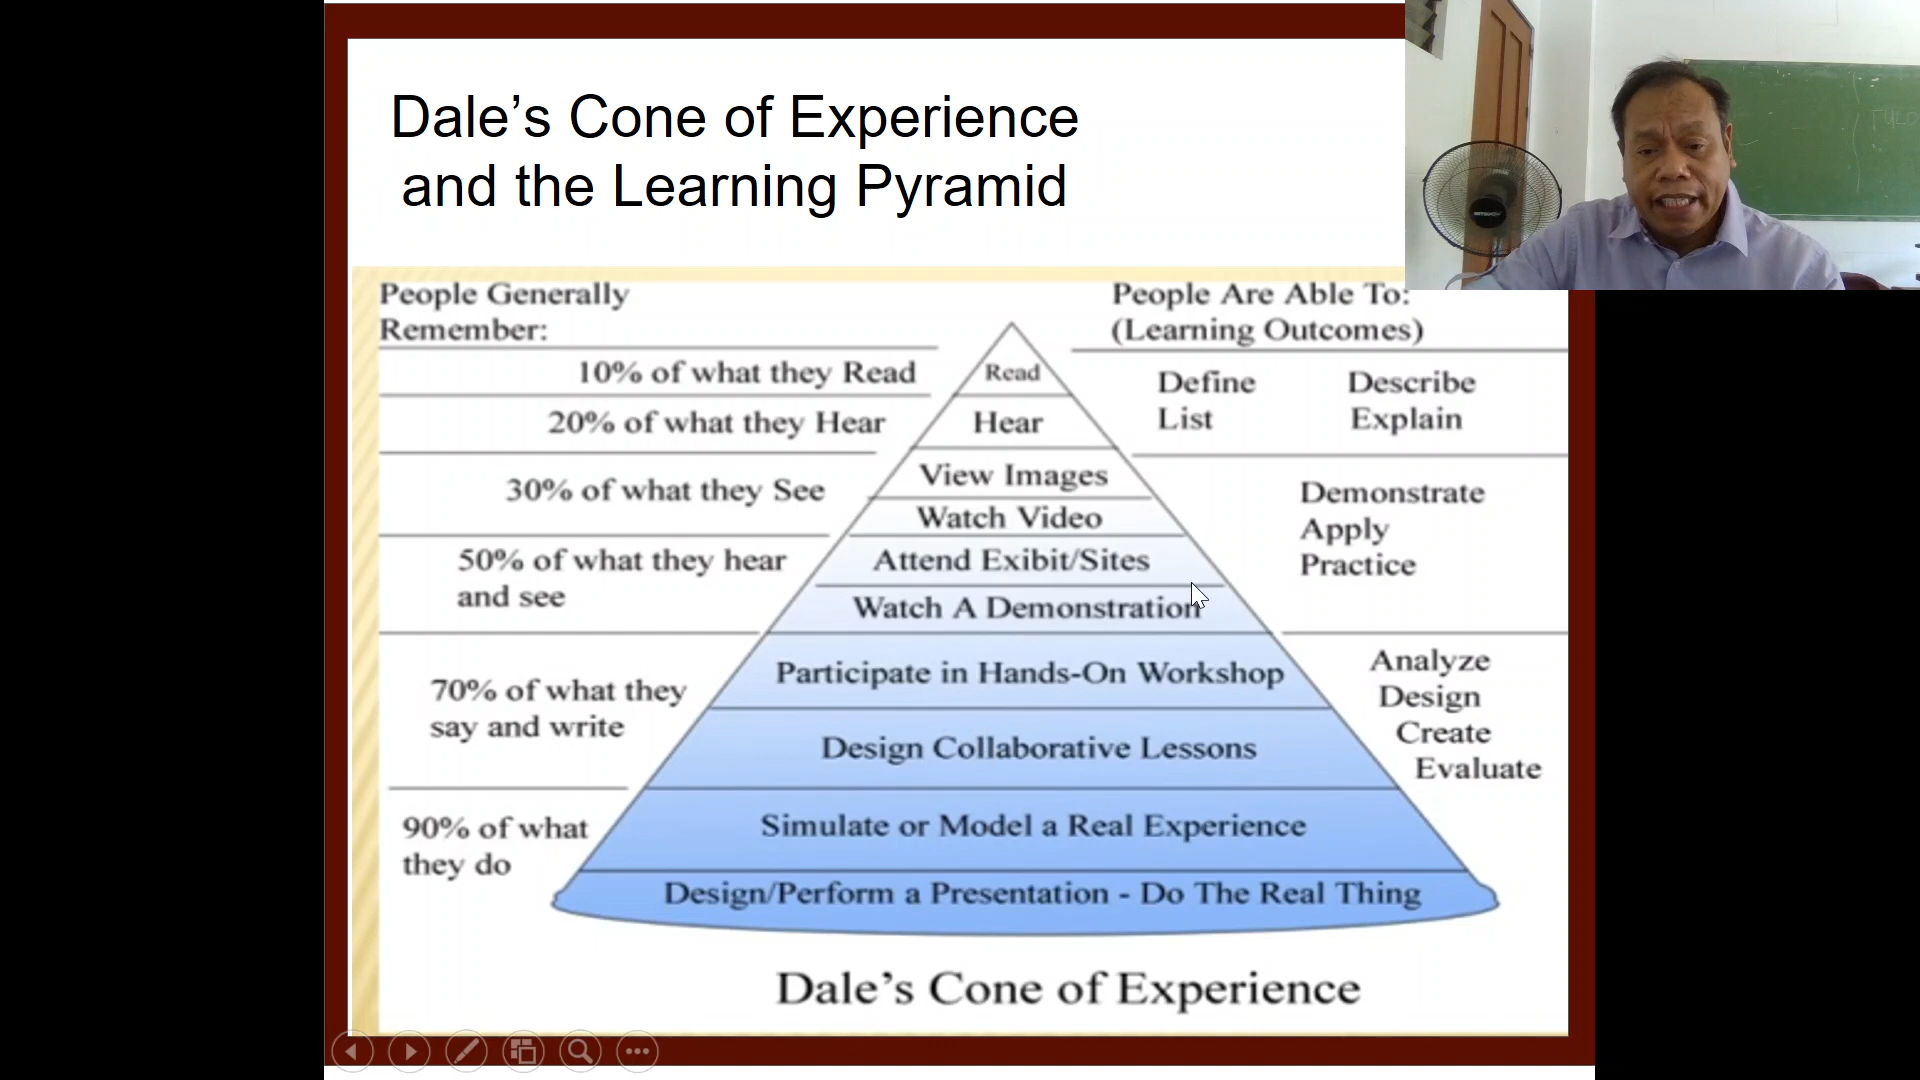 Dale’s Cone of Experience
and the Learning Pyramid
People Generally
Remember:
10% of what they Read
20% of what they Hear
30% of what they See
50% of what they hear
and see
70% of what they
say and write
90% of what
they do
Read
Hear
View Images
Watch Video
Attend Exibit/Sites
Watch A Demonstration
Participate in Hands-On Workshop
Design Collaborative Lessons
Simulate or Model a Real Experience
Design/Perform a Presentation - Do The Real Thing
People Are Able To:
(Learning Outcomes)
Define Describe
List Explain
Demonstrate
Apply
Practice
Analyze
Design
Create
Evaluate
Dale’s Cone of Experience